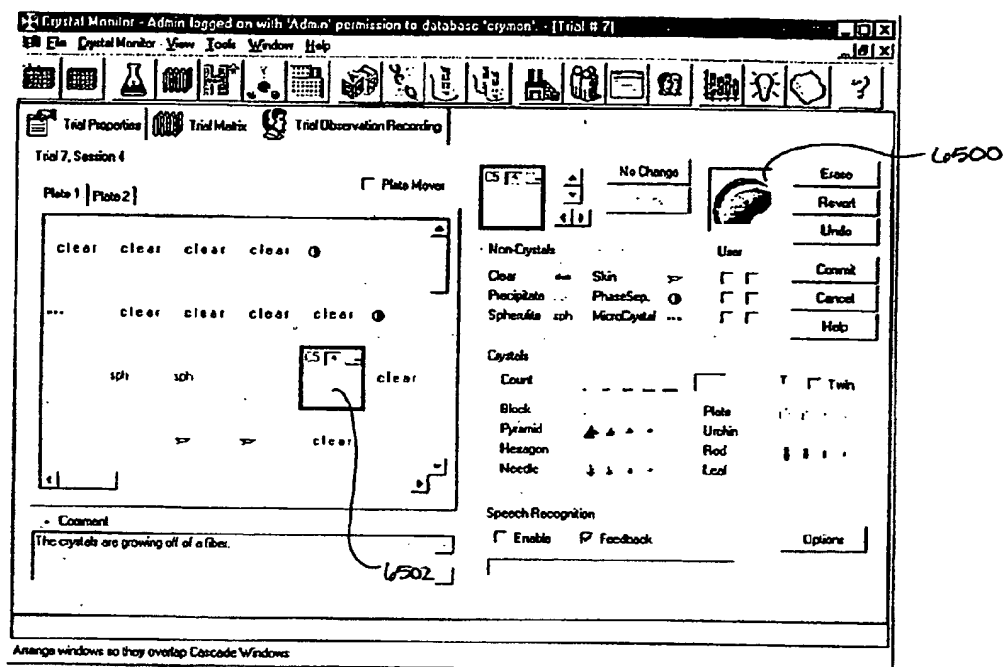 Crystal Monitor - Admin logged on with 'Admin' permission to database 'crymon'. - [Trial # 7]
File Crystal Monitor View Tools Window Help
Trial Properties Trial Matrix Trial Observation Recording
Trial 7, Session 4
Plate 1 Plate 2
Plate Moves
C5
No Change
6500
Erase
Revert
Undo
Commit
Cancel
Help
clear clear clear clear
clear clear clear clear
sph sph C5 clear
clear
Non-Crystals User
Clear Skin
Precipitate PhaseSep.
Spherulite sph MicroCrystal
Crystals
Count T Twin
Block Plate
Pyramid Urchin
Hexagon Rod
Needle Leaf
Comment
The crystals are growing off of a fiber.
6502
Speech Recognition
Enable Feedback Options
Arrange windows so they overlap Cascade Windows